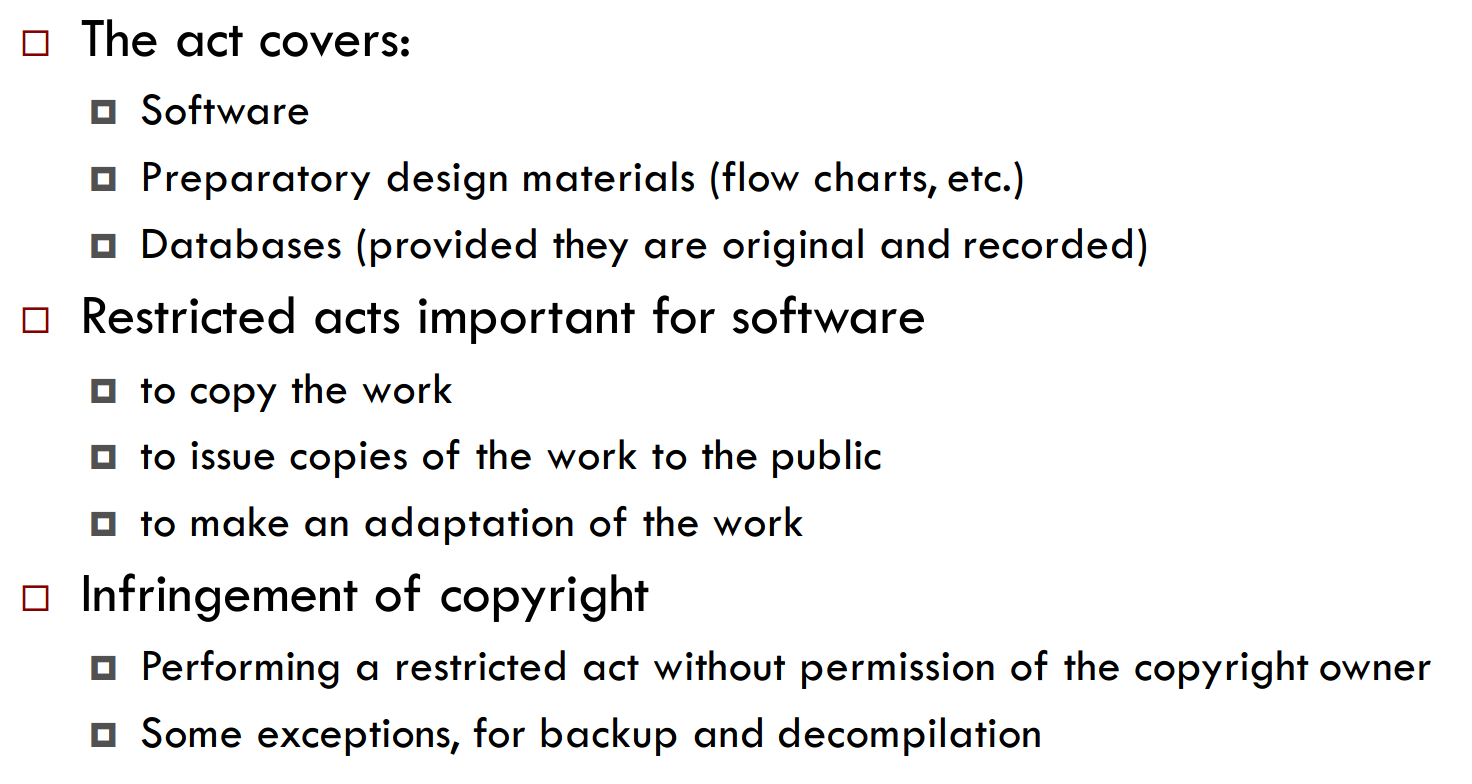 The act covers:
Software
Preparatory design materials (flow charts, etc.)
Databases (provided they are original and recorded)
Restricted acts important for software
to copy the work
to issue copies of the work to the public
to make an adaptation of the work
Infringement of copyright
Performing a restricted act without permission of the copyright owner
Some exceptions, for backup and decompilation